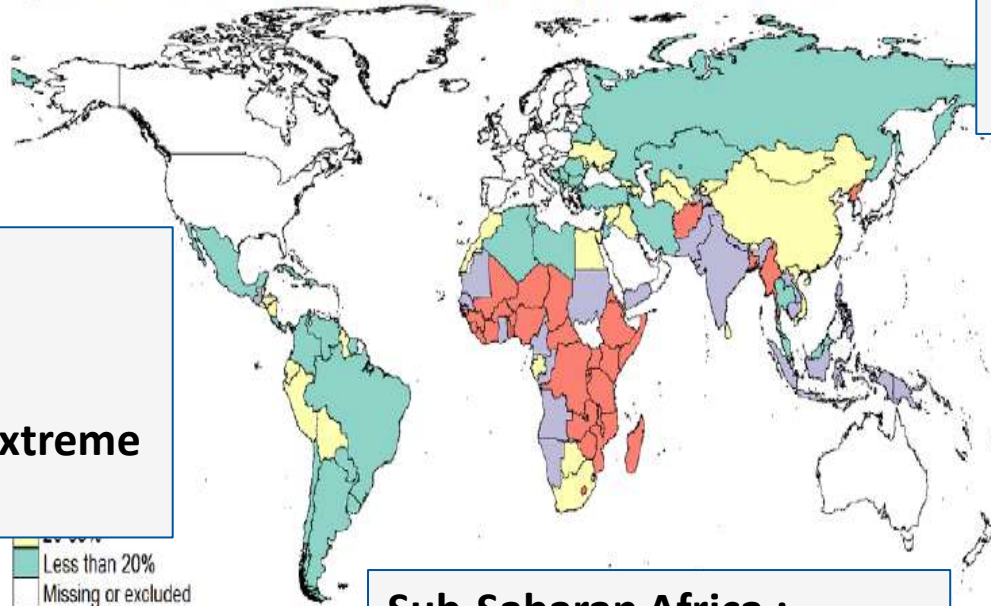 xtreme
Less than 20%
Missing or excluded
Sub-Saharan Africa :